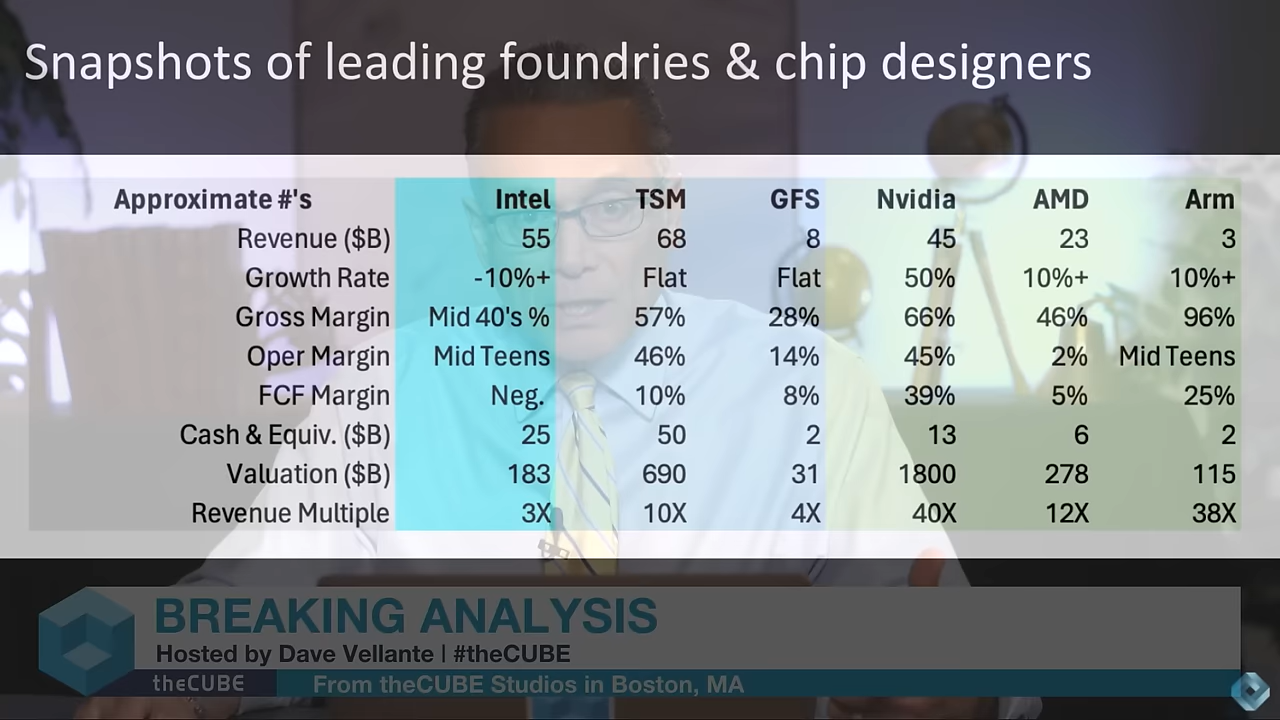 Snapshots of leading foundries & chip designers
Approximate #'s Intel TSM GFS Nvidia AMD Arm
Revenue ($B) 55 68 8 45 23 3
Growth Rate -10%+ Flat Flat 50% 10%+ 10%+
Gross Margin Mid 40's % 57% 28% 66% 46% 96%
Oper Margin Mid Teens 46% 14% 45% 2% Mid Teens
FCF Margin Neg. 10% 8% 39% 5% 25%
Cash & Equiv. ($B) 25 50 2 13 6 2
Valuation ($B) 183 690 31 1800 278 115
Revenue Multiple 3X 10X 4X 40X 12X 38X
BREAKING ANALYSIS
Hosted by Dave Vellante | #theCUBE
theCUBE From theCUBE Studios in Boston, MA